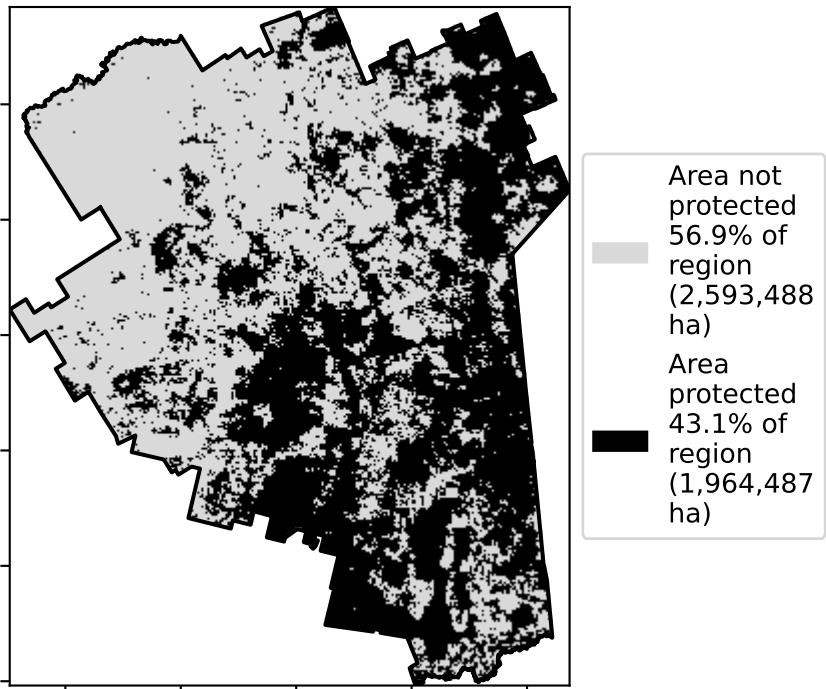 Area not
protected
56.9% of
region
(2,593,488
ha)
Area
protected
43.1% of
region
(1,964,487
ha)